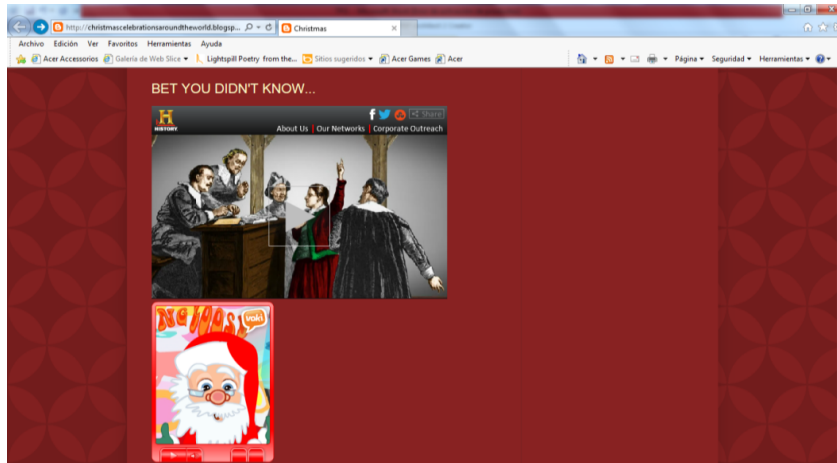 http://christmascelebrationsaroundtheworld.blogsp...
Christmas
Archivo Edición Ver Favoritos Herramientas Ayuda
Acer Accessories Galería de Web Slice Lightspill Poetry from the... Sitios sugeridos Acer Games Acer Página Seguridad Herramientas
BET YOU DIDN'T KNOW...
H
HISTORY
Share
About Us | Our Networks | Corporate Outreach
voki